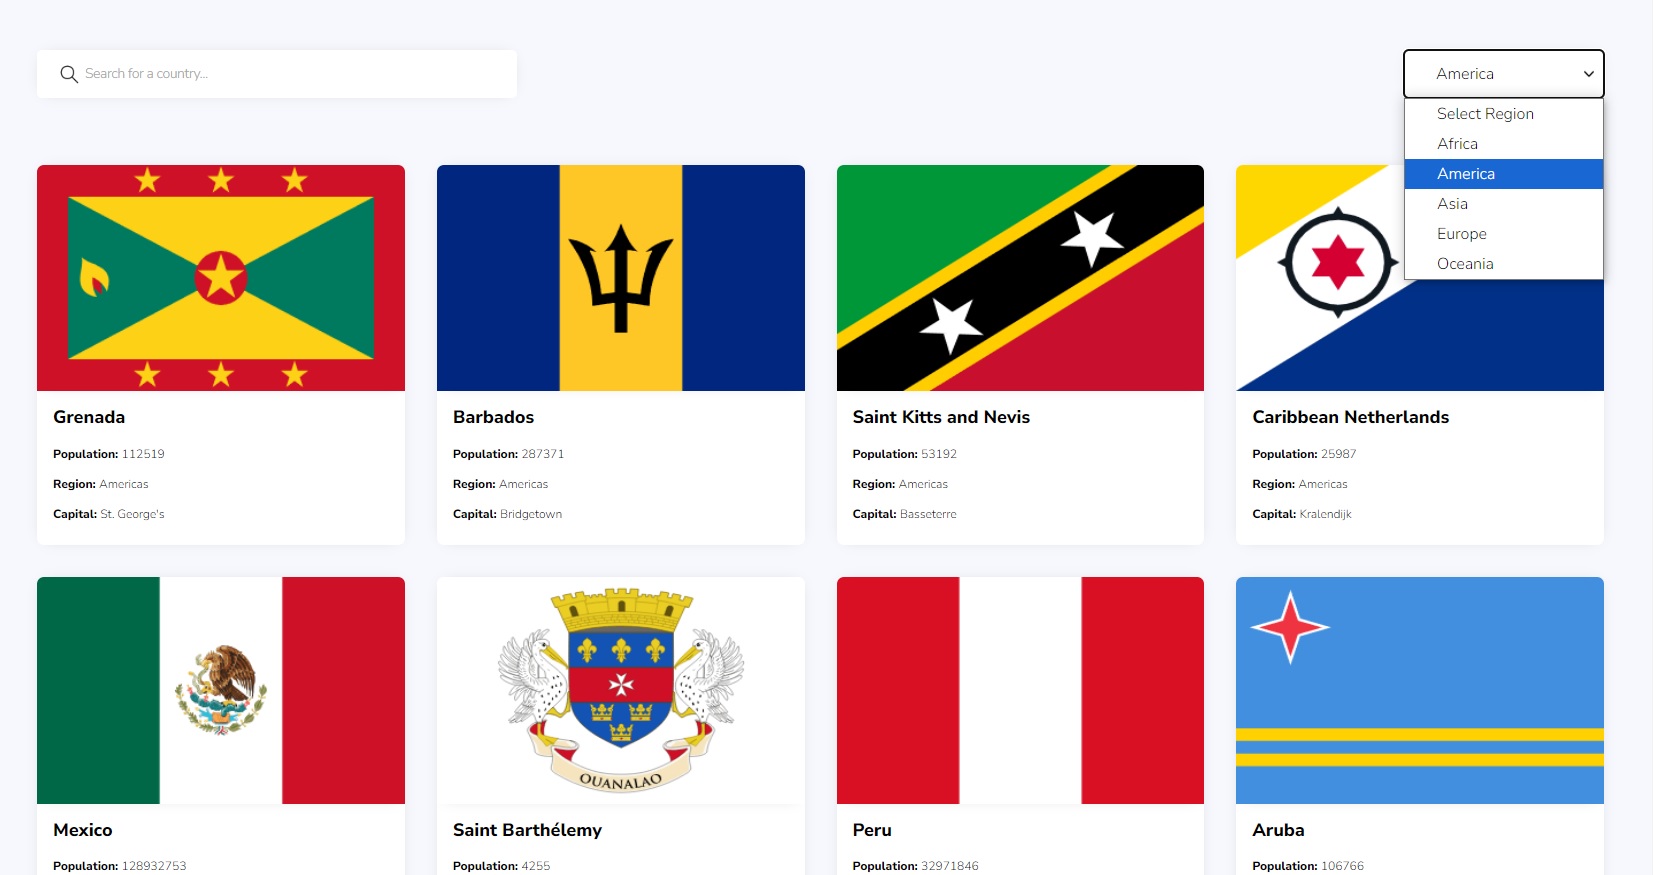 Search for a country...
America
Select Region
Africa
America
Asia
Europe
Oceania
Grenada
Population: 112519
Region: Americas
Capital: St. George's
Barbados
Population: 287371
Region: Americas
Capital: Bridgetown
Saint Kitts and Nevis
Population: 53192
Region: Americas
Capital: Basseterre
Caribbean Netherlands
Population: 25987
Region: Americas
Capital: Kralendijk
Mexico
Population: 128932753
OUANALAO
Saint Barthélemy
Population: 4255
Peru
Population: 32971846
Aruba
Population: 106766